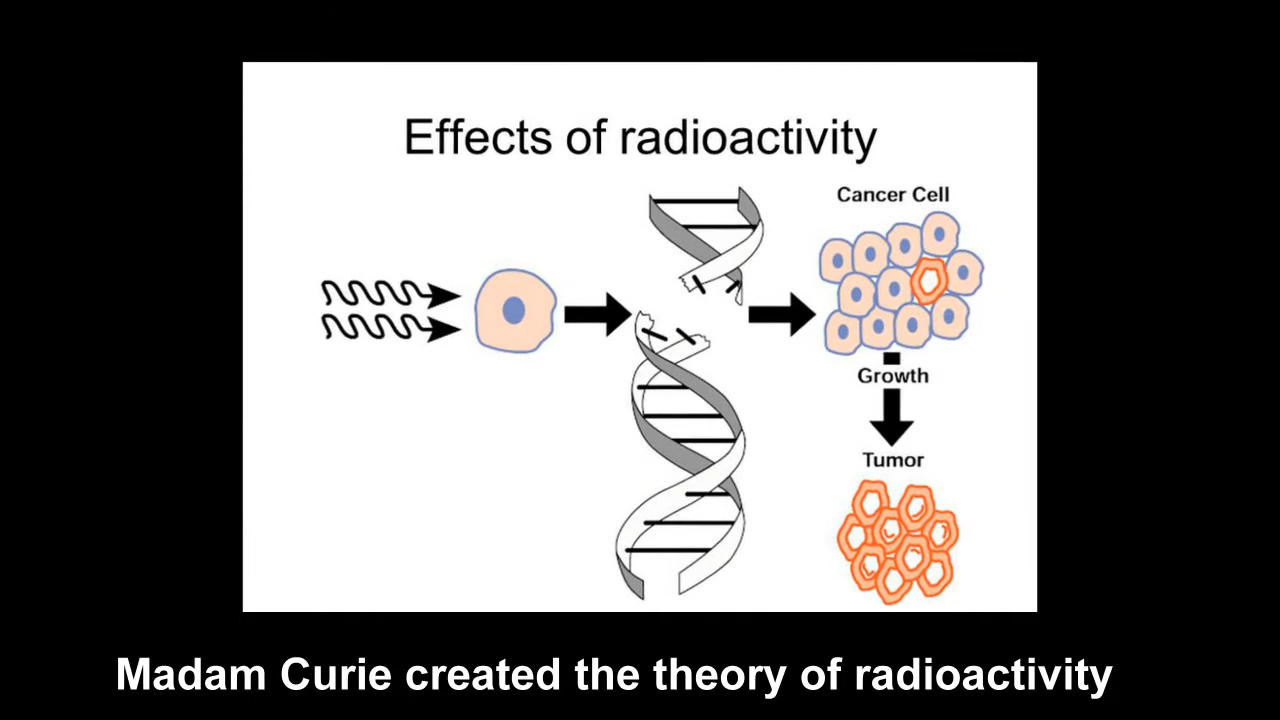 Effects of radioactivity
Cancer Cell
Growth
Tumor
Madam Curie created the theory of radioactivity